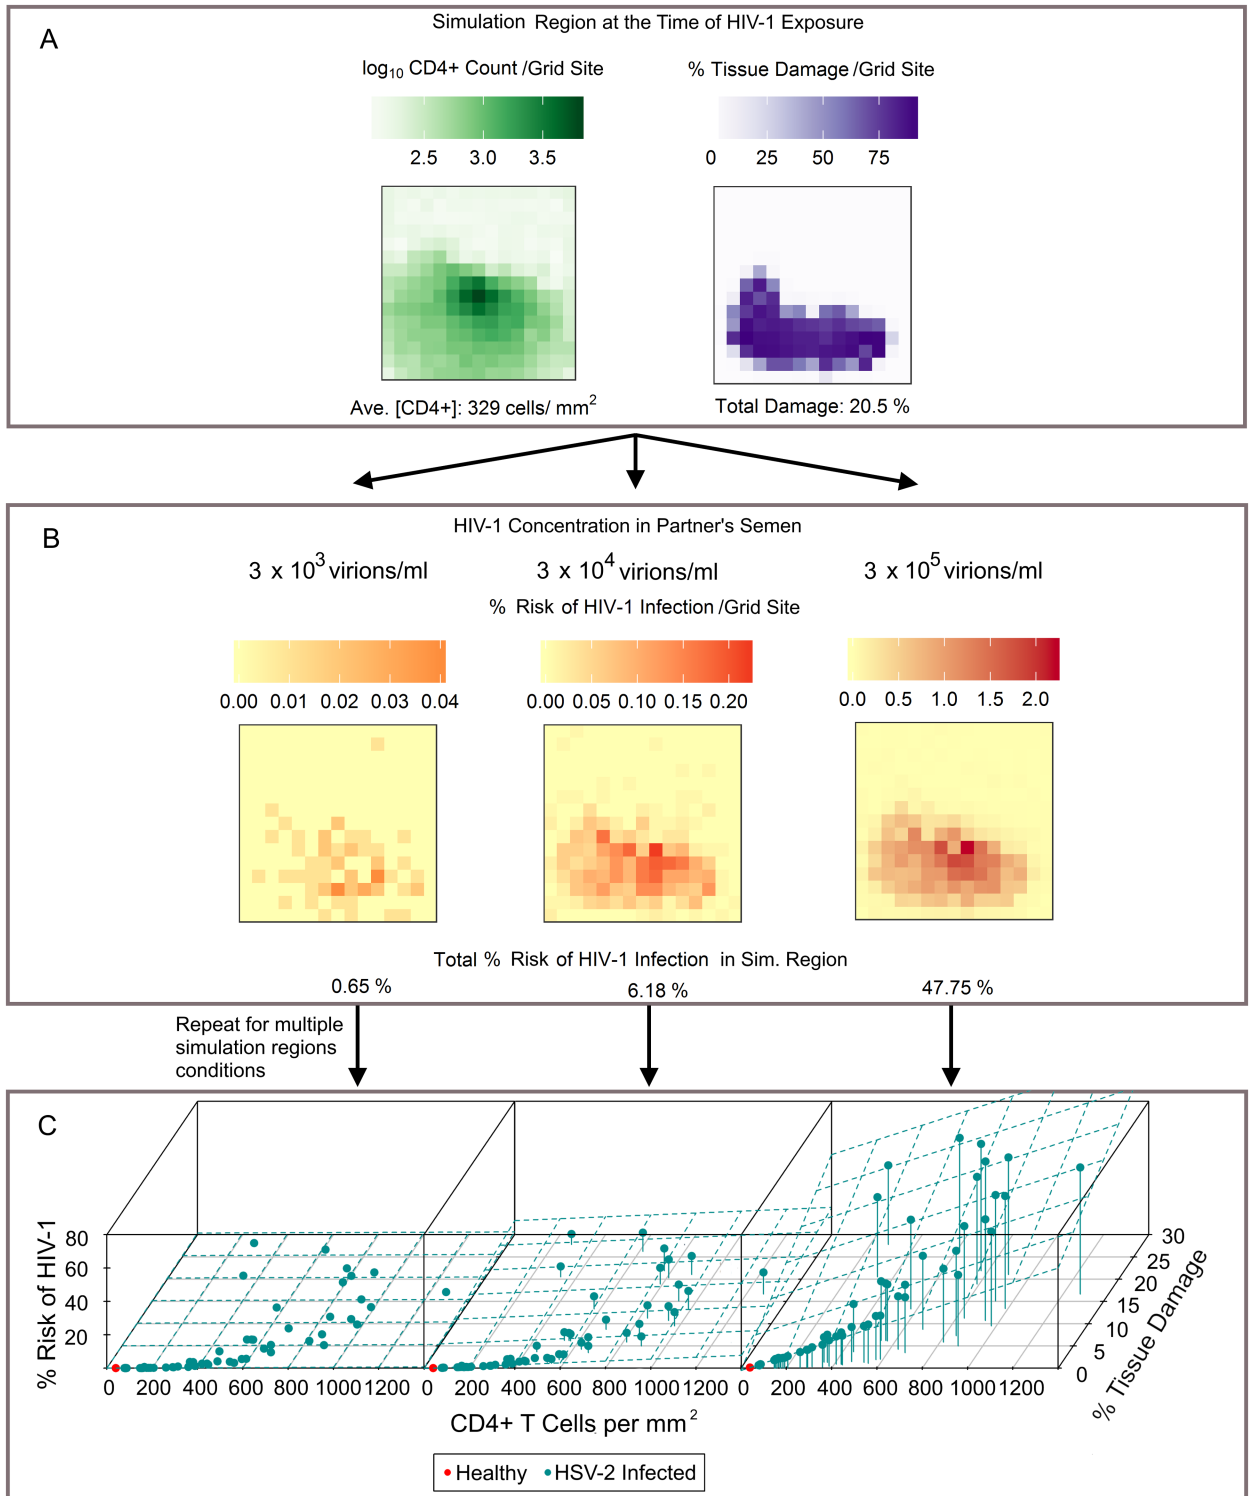 A
Simulation Region at the Time of HIV-1 Exposure
log10 CD4+ Count /Grid Site
% Tissue Damage /Grid Site
2.5 3.0 3.5
0 25 50 75
Ave. [CD4+]: 329 cells/ mm2
Total Damage: 20.5 %
B
HIV-1 Concentration in Partner's Semen
3 x 10^3 virions/ml
3 x 10^4 virions/ml
3 x 10^5 virions/ml
% Risk of HIV-1 Infection /Grid Site
0.00 0.01 0.02 0.03 0.04
0.00 0.05 0.10 0.15 0.20
0.0 0.5 1.0 1.5 2.0
Total % Risk of HIV-1 Infection in Sim. Region
0.65 %
6.18 %
47.75 %
Repeat for multiple
simulation regions
conditions
C
% Risk of HIV-1
80
60
40
20
0 200 400 600 800 1000 1200
0 200 400 600 800 1000 1200
0 200 400 600 800 1000 1200
30
25
20
15
10
5
0
% Tissue Damage
CD4+ T Cells per mm2
Healthy
HSV-2 Infected